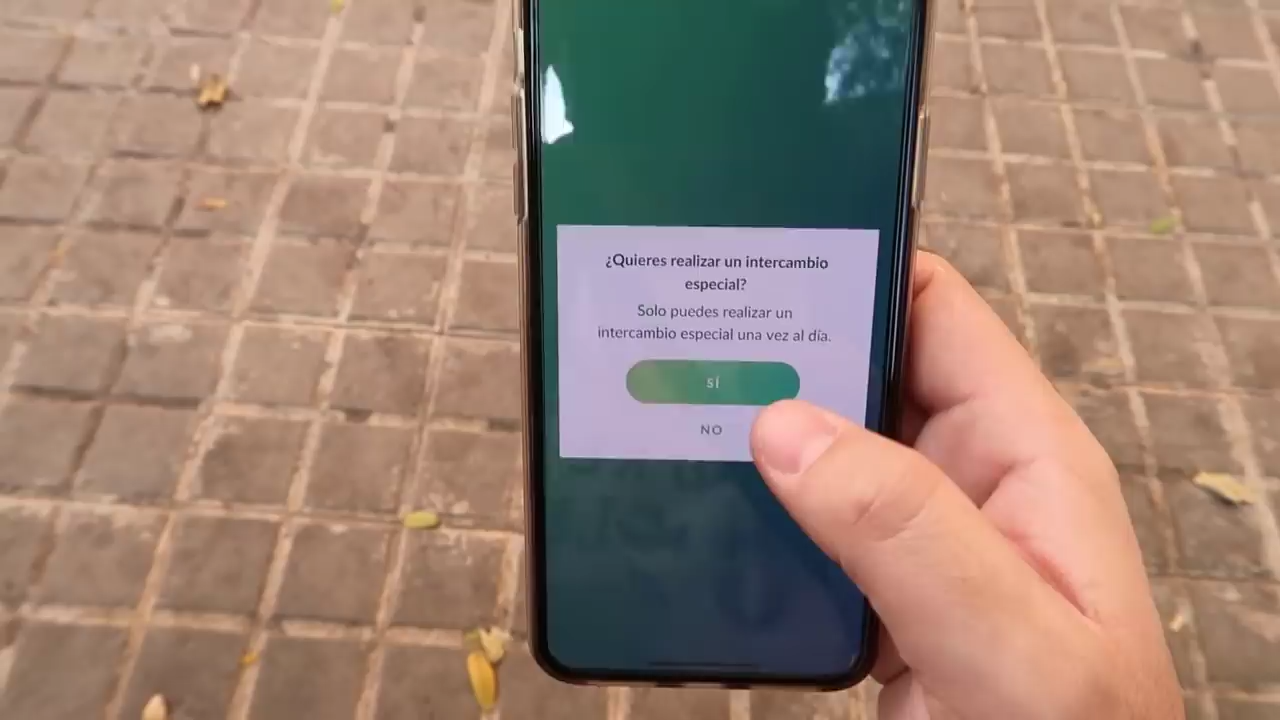 ¿Quieres realizar un intercambio
especial?
Solo puedes realizar un
intercambio especial una vez al día.
SÍ
NO